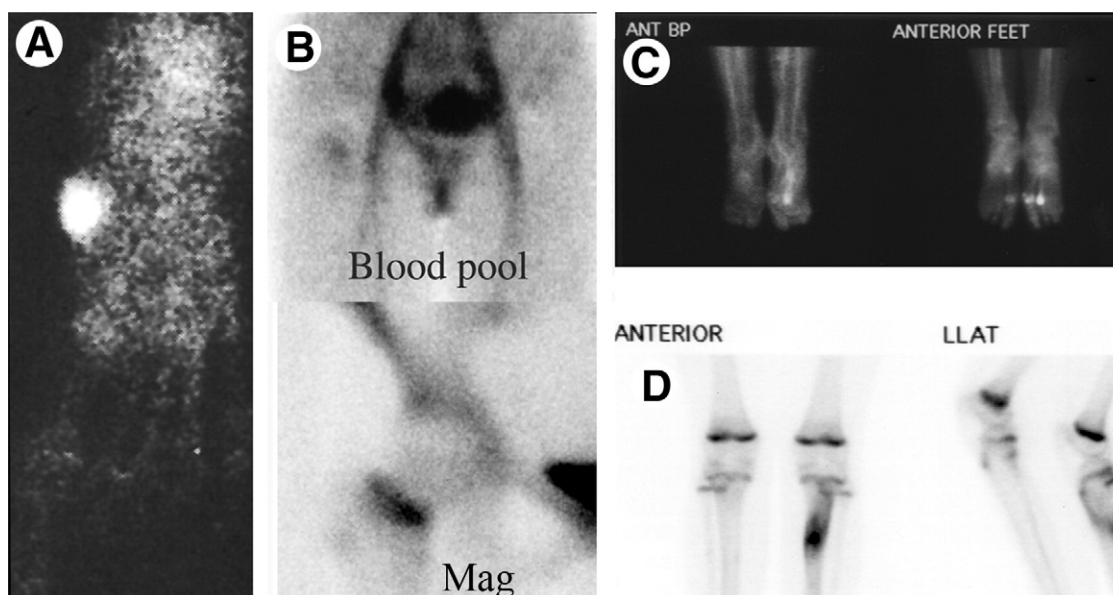 A
B
Blood pool
Mag
ANT BP
ANTERIOR FEET
C
ANTERIOR
LLAT
D